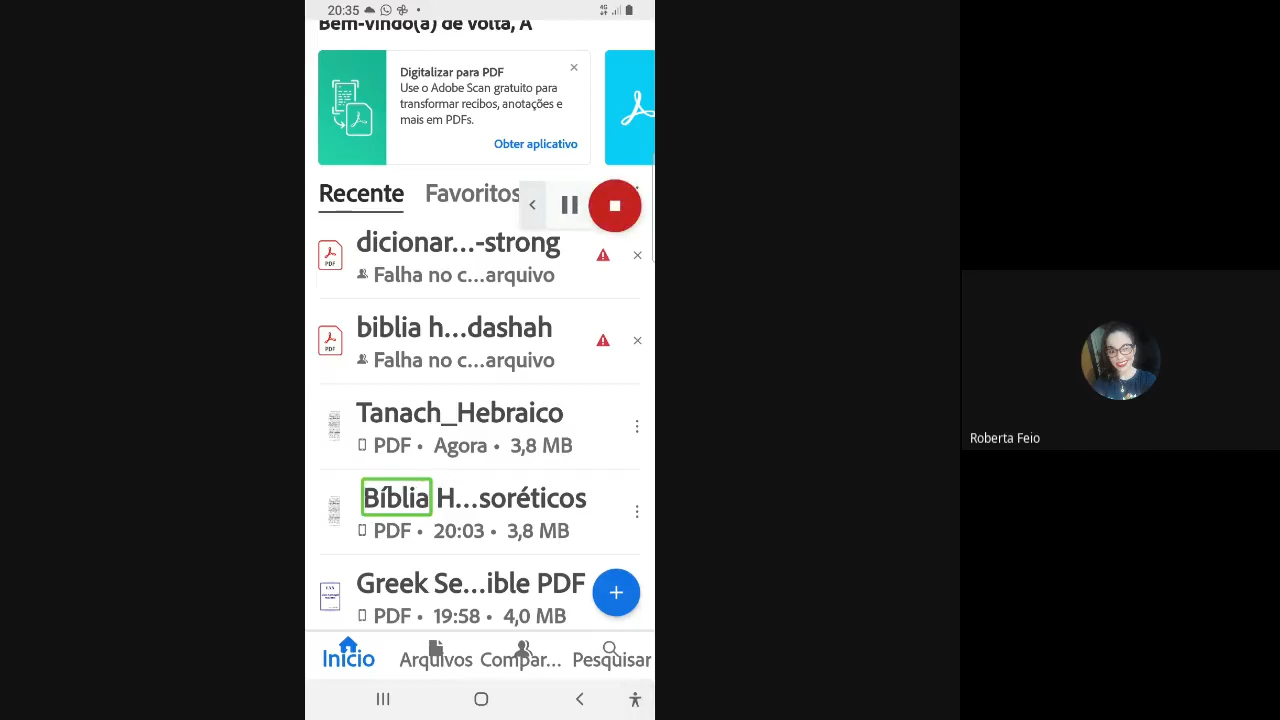 20:35
4G
Bem-vindo(a) de volta, A
Digitalizar para PDF
Use o Adobe Scan gratuito para
transformar recibos, anotações e
mais em PDFs.
Obter aplicativo
Recente Favoritos
dicionar...-strong
PDF
Falha no c...arquivo
biblia h...dashah
PDF
Falha no c...arquivo
Tanach_Hebraico
PDF • Agora • 3,8 MB
Bíblia H...soréticos
PDF • 20:03 • 3,8 MB
Greek Se...ible PDF
PDF • 19:58 • 4,0 MB
Início Arquivos Compar... Pesquisar
Roberta Feio